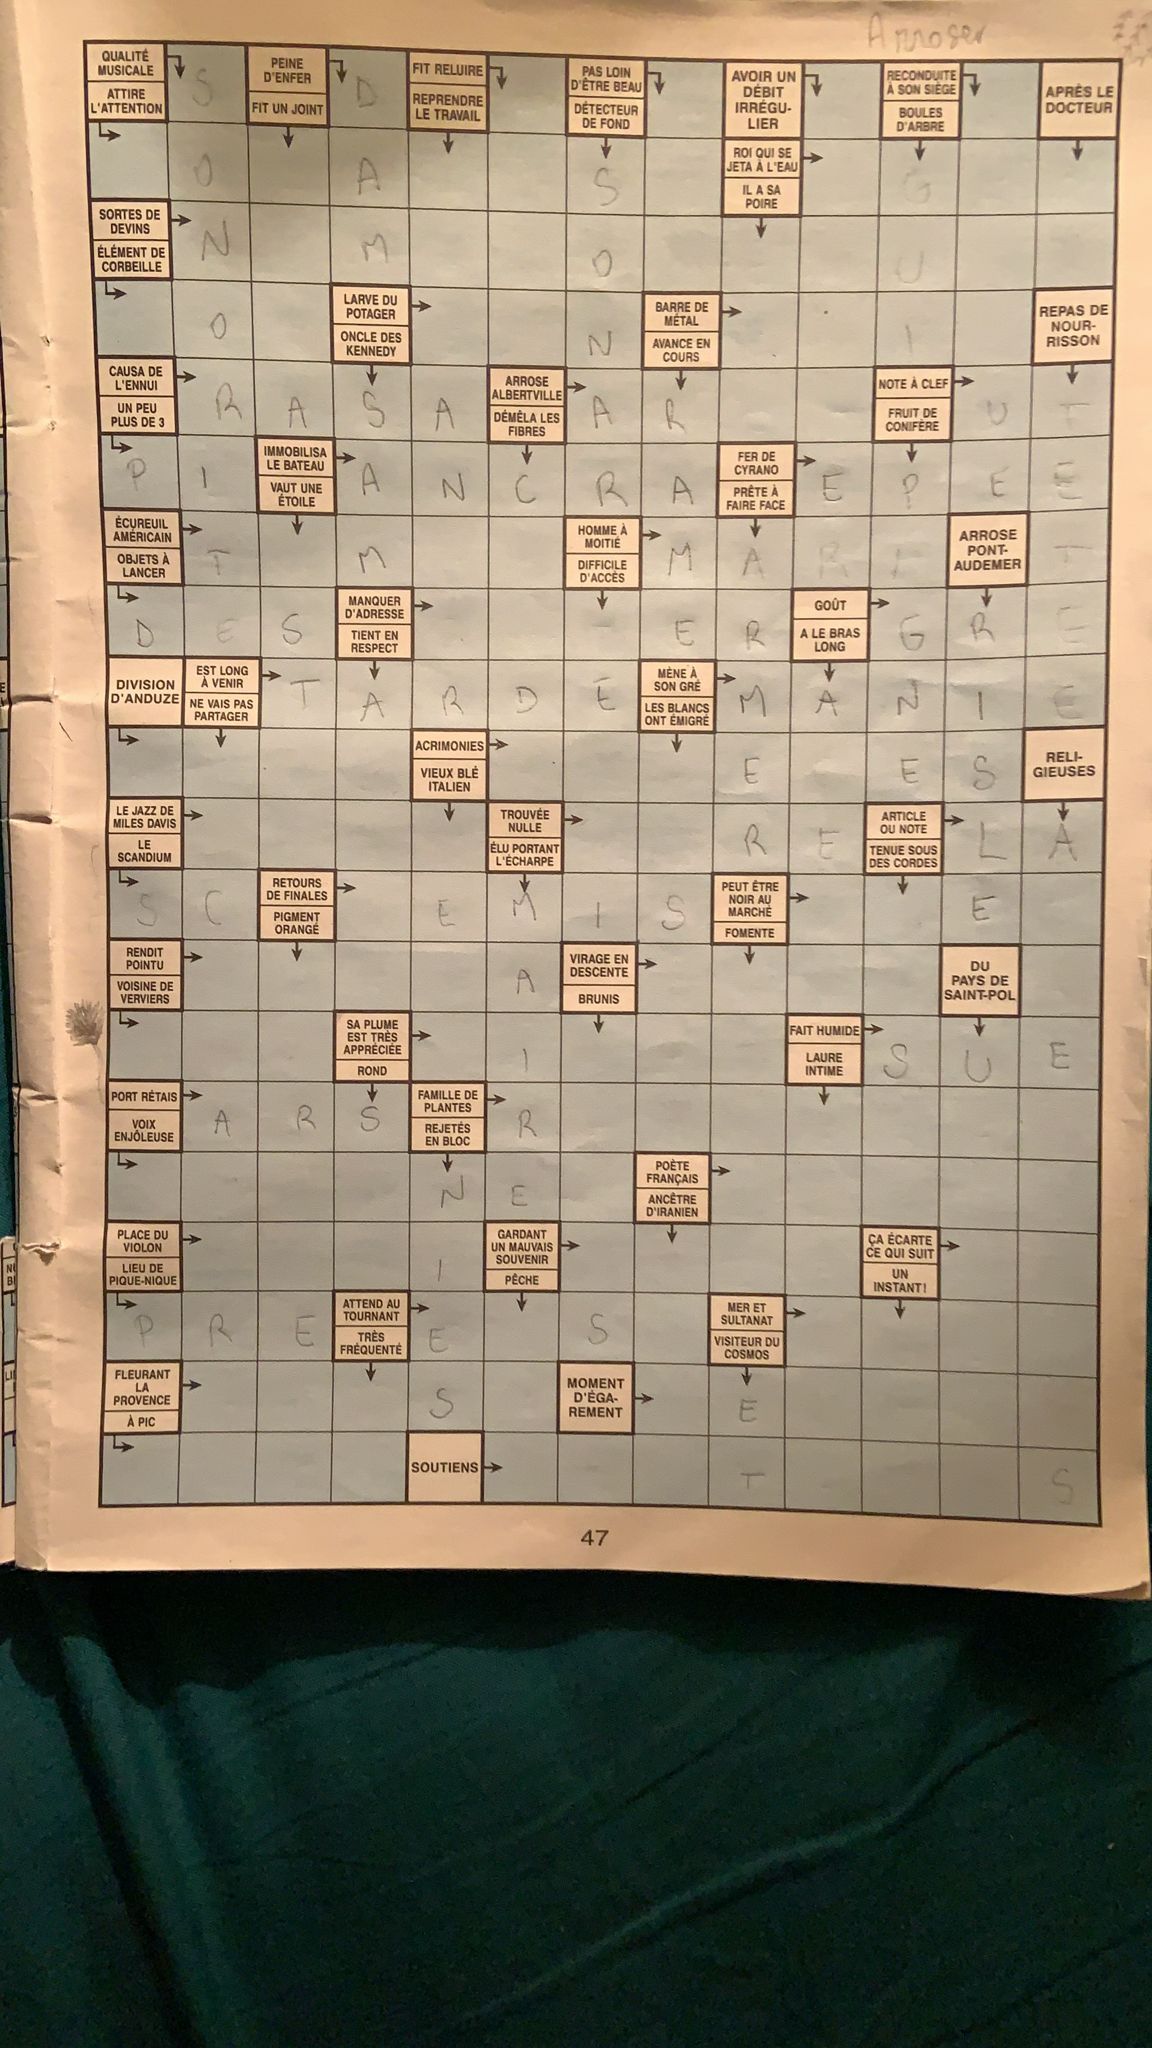 Arroser
QUALITÉ MUSICALE
ATTIRE L'ATTENTION
S
PEINE D'ENFER
FIT UN JOINT
D
FIT RELUIRE
REPRENDRE LE TRAVAIL
PAS LOIN D'ÊTRE BEAU
DÉTECTEUR DE FOND
AVOIR UN DÉBIT IRRÉGU-LIER
RECONDUITE À SON SIÈGE
BOULES D'ARBRE
APRÈS LE DOCTEUR
O A S
ROI QUI SE JETA À L'EAU
IL A SA POIRE
G
SORTES DE DEVINS
ÉLÉMENT DE CORBEILLE
N M O U
O
LARVE DU POTAGER
ONCLE DES KENNEDY
N
BARRE DE MÉTAL
AVANCE EN COURS
I
REPAS DE NOUR-RISSON
CAUSA DE L'ENNUI
UN PEU PLUS DE 3
R A S A
ARROSE ALBERTVILLE
DÉMÊLA LES FIBRES
A R
NOTE À CLEF
FRUIT DE CONIFÈRE
U T
P I
IMMOBILISA LE BATEAU
VAUT UNE ÉTOILE
A N C R A
FER DE CYRANO
PRÊTE À FAIRE FACE
E P E E
ÉCUREUIL AMÉRICAIN
OBJETS À LANCER
T M
HOMME À MOITIÉ
DIFFICILE D'ACCÈS
M A R I
ARROSE PONT-AUDEMER
T
D E S
MANQUER D'ADRESSE
TIENT EN RESPECT
E R
GOÛT
A LE BRAS LONG
G R E
DIVISION D'ANDUZE
EST LONG À VENIR
NE VAIS PAS PARTAGER
T A R D E
MÈNE À SON GRÉ
LES BLANCS ONT ÉMIGRÉ
M A N I E
ACRIMONIES
VIEUX BLÉ ITALIEN
E E S
RELI-GIEUSES
LE JAZZ DE MILES DAVIS
LE SCANDIUM
TROUVÉE NULLE
ÉLU PORTANT L'ÉCHARPE
R E
ARTICLE OU NOTE
TENUE SOUS DES CORDES
L A
S C
RETOURS DE FINALES
PIGMENT ORANGÉ
E M I S
PEUT ÊTRE NOIR AU MARCHÉ
FOMENTE
E
RENDIT POINTU
VOISINE DE VERVIERS
A
VIRAGE EN DESCENTE
BRUNIS
DU PAYS DE SAINT-POL
SA PLUME EST TRÈS APPRÉCIÉE
ROND
I
FAIT HUMIDE
LAURE INTIME
S U E
PORT RÉTAIS
VOIX ENJÔLEUSE
A R S
FAMILLE DE PLANTES
REJETÉS EN BLOC
R
N E
POÈTE FRANÇAIS
ANCÊTRE D'IRANIEN
PLACE DU VIOLON
LIEU DE PIQUE-NIQUE
I
GARDANT UN MAUVAIS SOUVENIR
PÊCHE
ÇA ÉCARTE CE QUI SUIT
UN INSTANT!
P R E
ATTEND AU TOURNANT
TRÈS FRÉQUENTÉ
E S
MER ET SULTANAT
VISITEUR DU COSMOS
FLEURANT LA PROVENCE
À PIC
S
MOMENT D'ÉGA-REMENT
E
SOUTIENS
T S
47